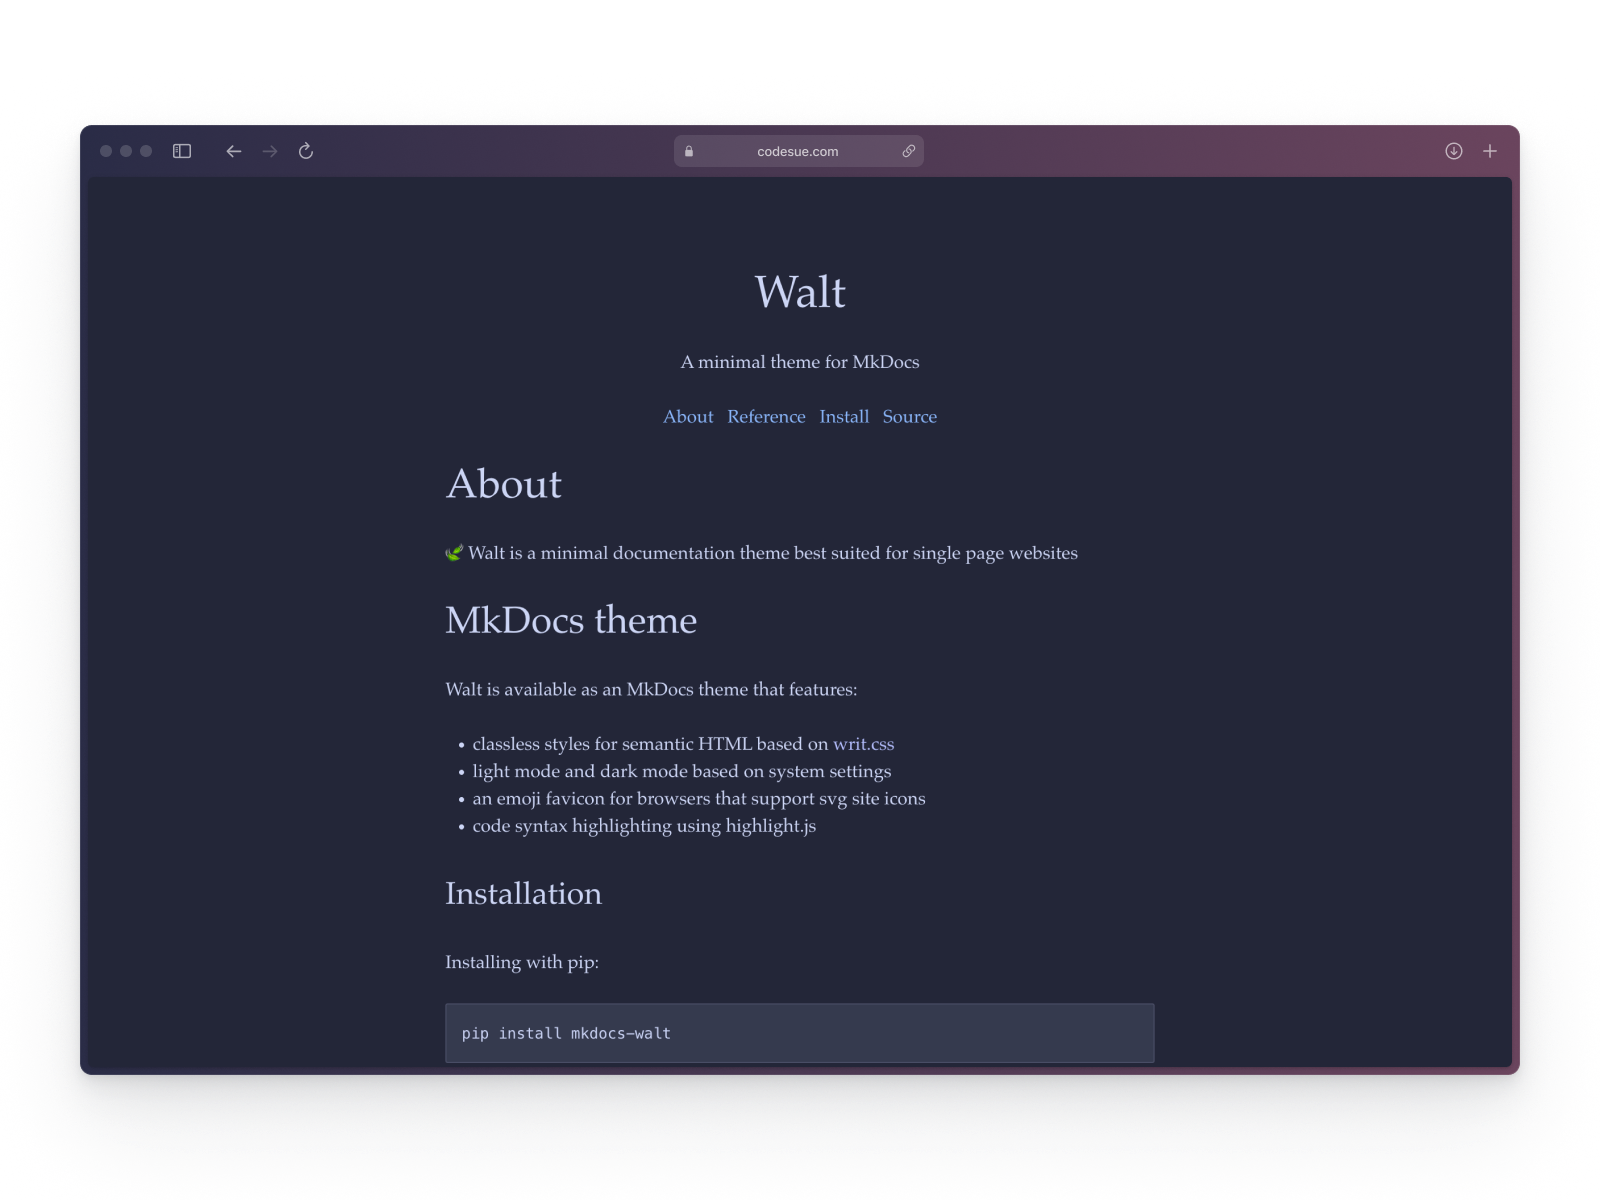 codesue.com
Walt
A minimal theme for MkDocs
About Reference Install Source
About
🌿 Walt is a minimal documentation theme best suited for single page websites
MkDocs theme
Walt is available as an MkDocs theme that features:
• classless styles for semantic HTML based on writ.css
• light mode and dark mode based on system settings
• an emoji favicon for browsers that support svg site icons
• code syntax highlighting using highlight.js
Installation
Installing with pip:
pip install mkdocs-walt